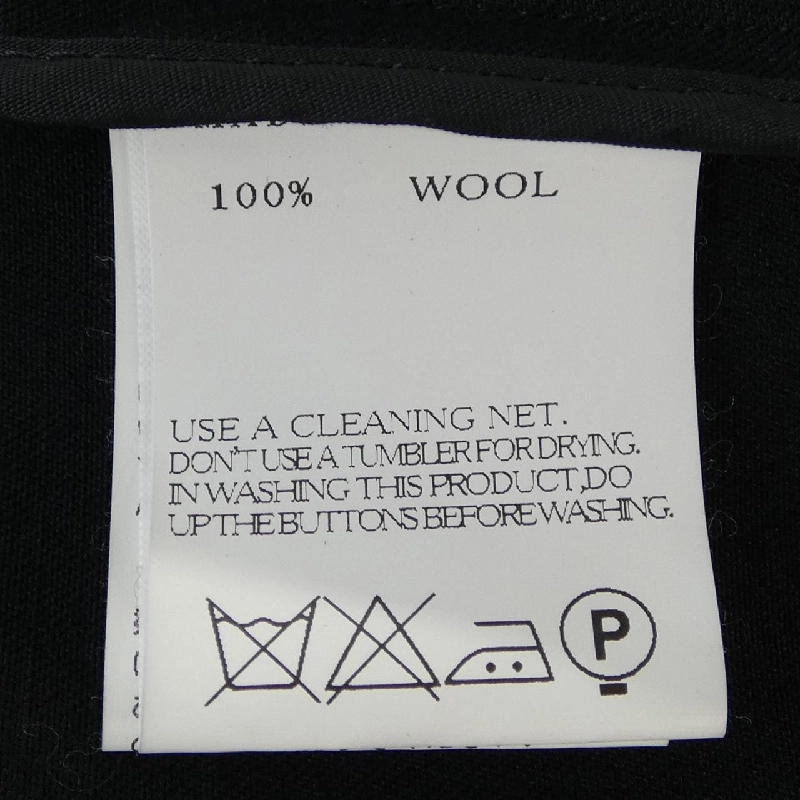 100% WOOL
USE A CLEANING NET.
DON'T USE A TUMBLER FOR DRYING.
IN WASHING THIS PRODUCT,DO
UP THE BUTTONS BEFORE WASHING.
P